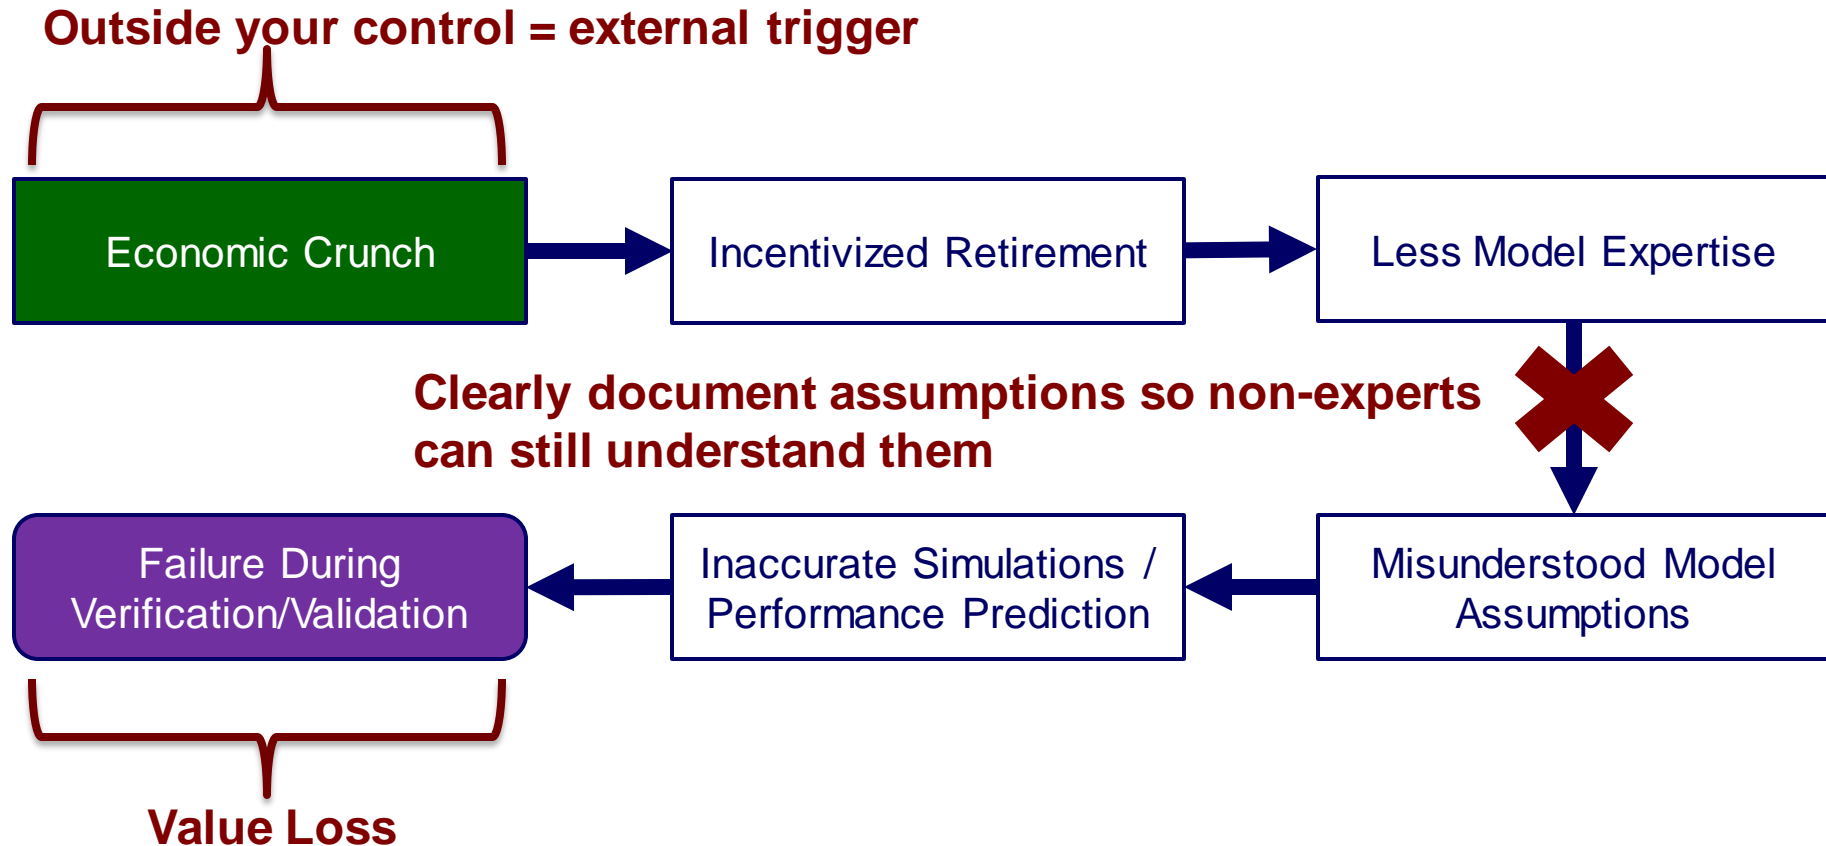 Outside your control = external trigger
Economic Crunch
Incentivized Retirement
Less Model Expertise
Clearly document assumptions so non-experts
can still understand them
Failure During
Verification/Validation
Inaccurate Simulations /
Performance Prediction
Misunderstood Model
Assumptions
Value Loss